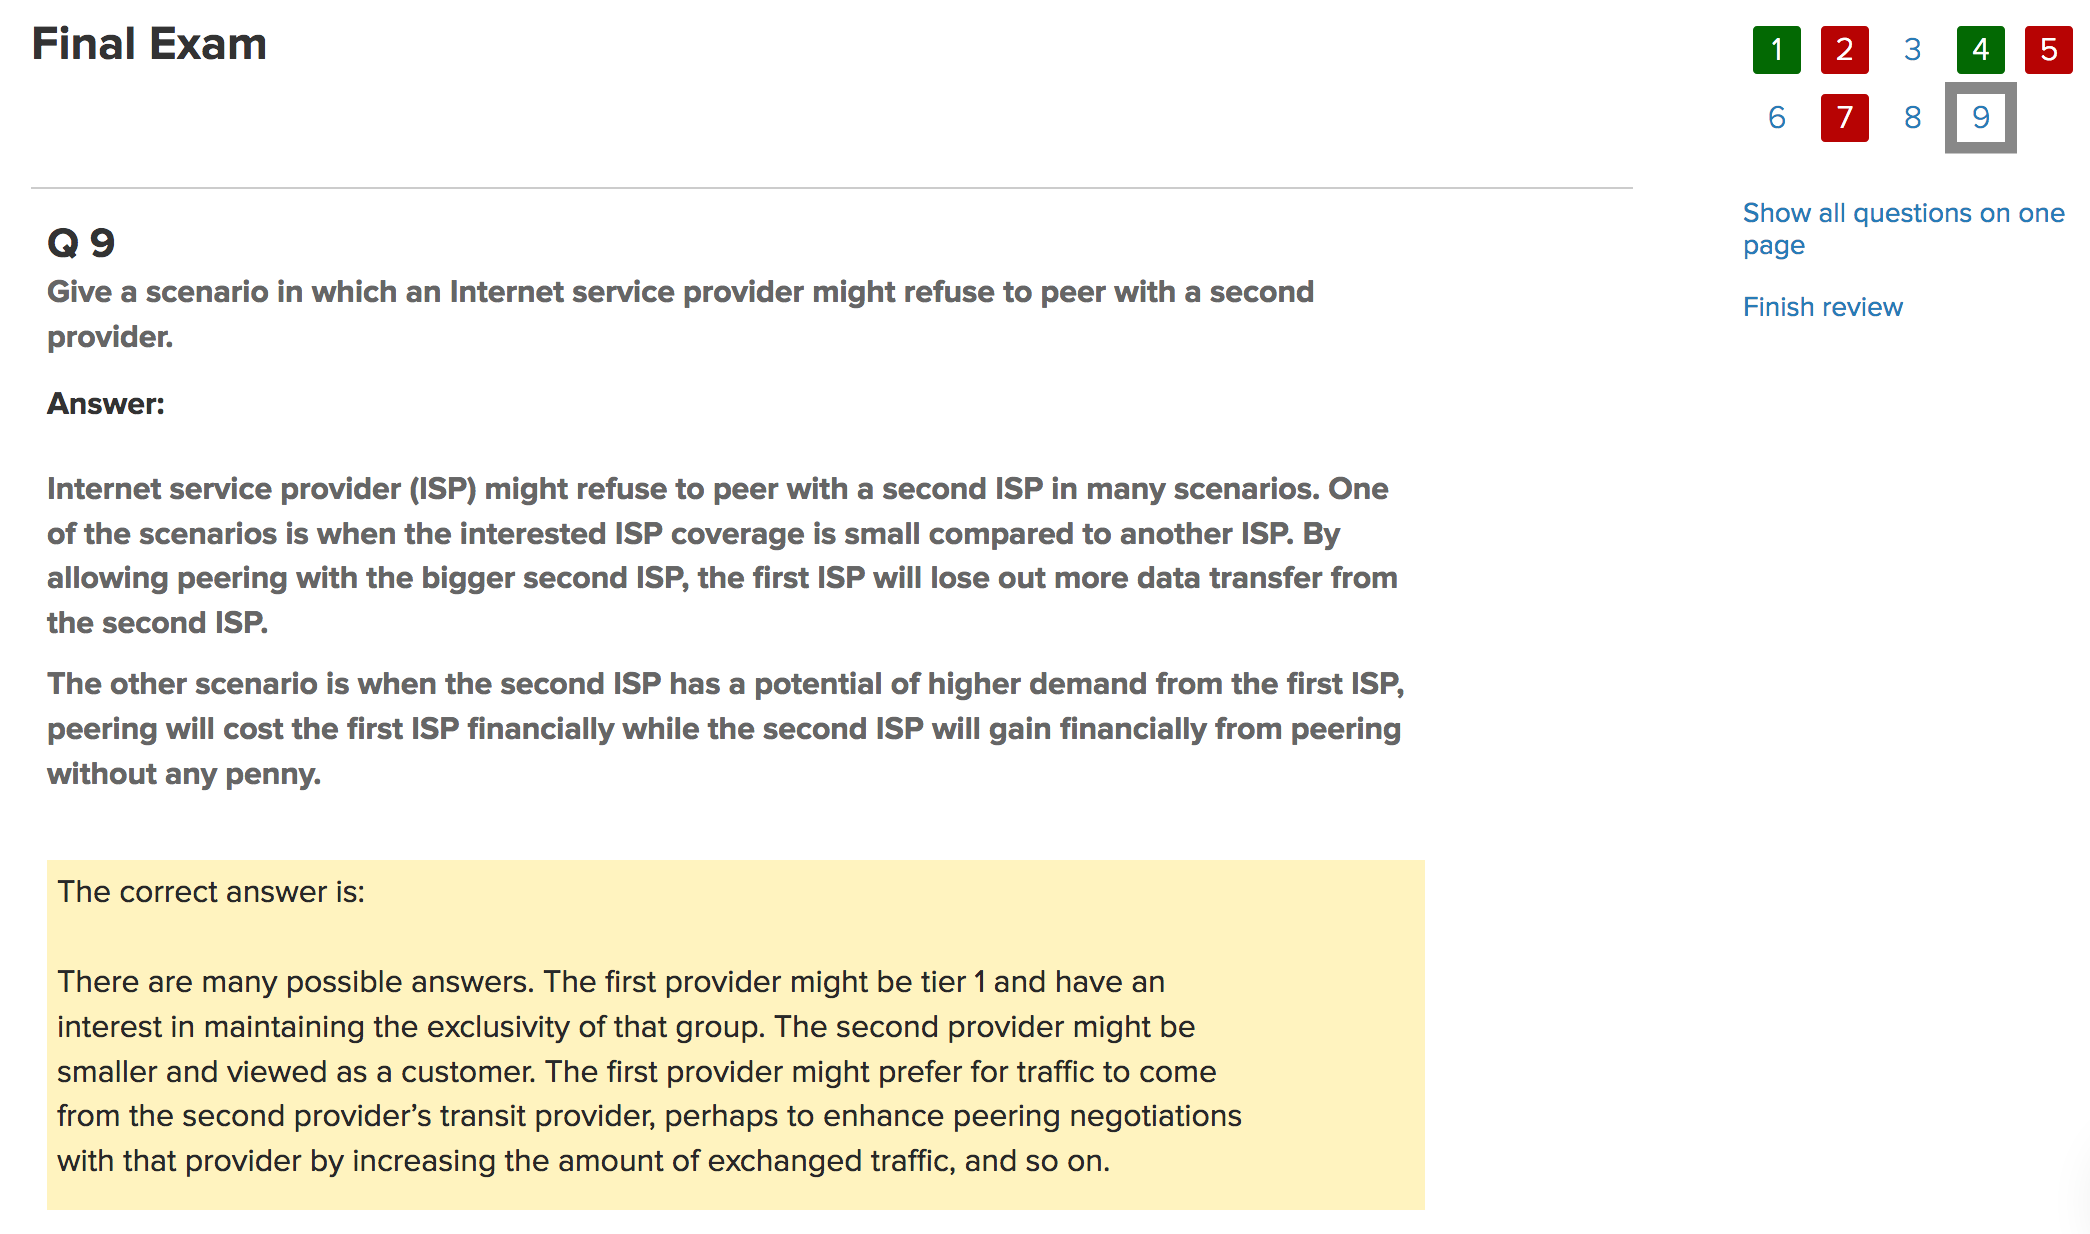 Final Exam
1 2 3 4 5
6 7 8 9
Show all questions on one
page
Finish review
Q 9
Give a scenario in which an Internet service provider might refuse to peer with a second
provider.
Answer:
Internet service provider (ISP) might refuse to peer with a second ISP in many scenarios. One
of the scenarios is when the interested ISP coverage is small compared to another ISP. By
allowing peering with the bigger second ISP, the first ISP will lose out more data transfer from
the second ISP.
The other scenario is when the second ISP has a potential of higher demand from the first ISP,
peering will cost the first ISP financially while the second ISP will gain financially from peering
without any penny.
The correct answer is:
There are many possible answers. The first provider might be tier 1 and have an
interest in maintaining the exclusivity of that group. The second provider might be
smaller and viewed as a customer. The first provider might prefer for traffic to come
from the second provider’s transit provider, perhaps to enhance peering negotiations
with that provider by increasing the amount of exchanged traffic, and so on.